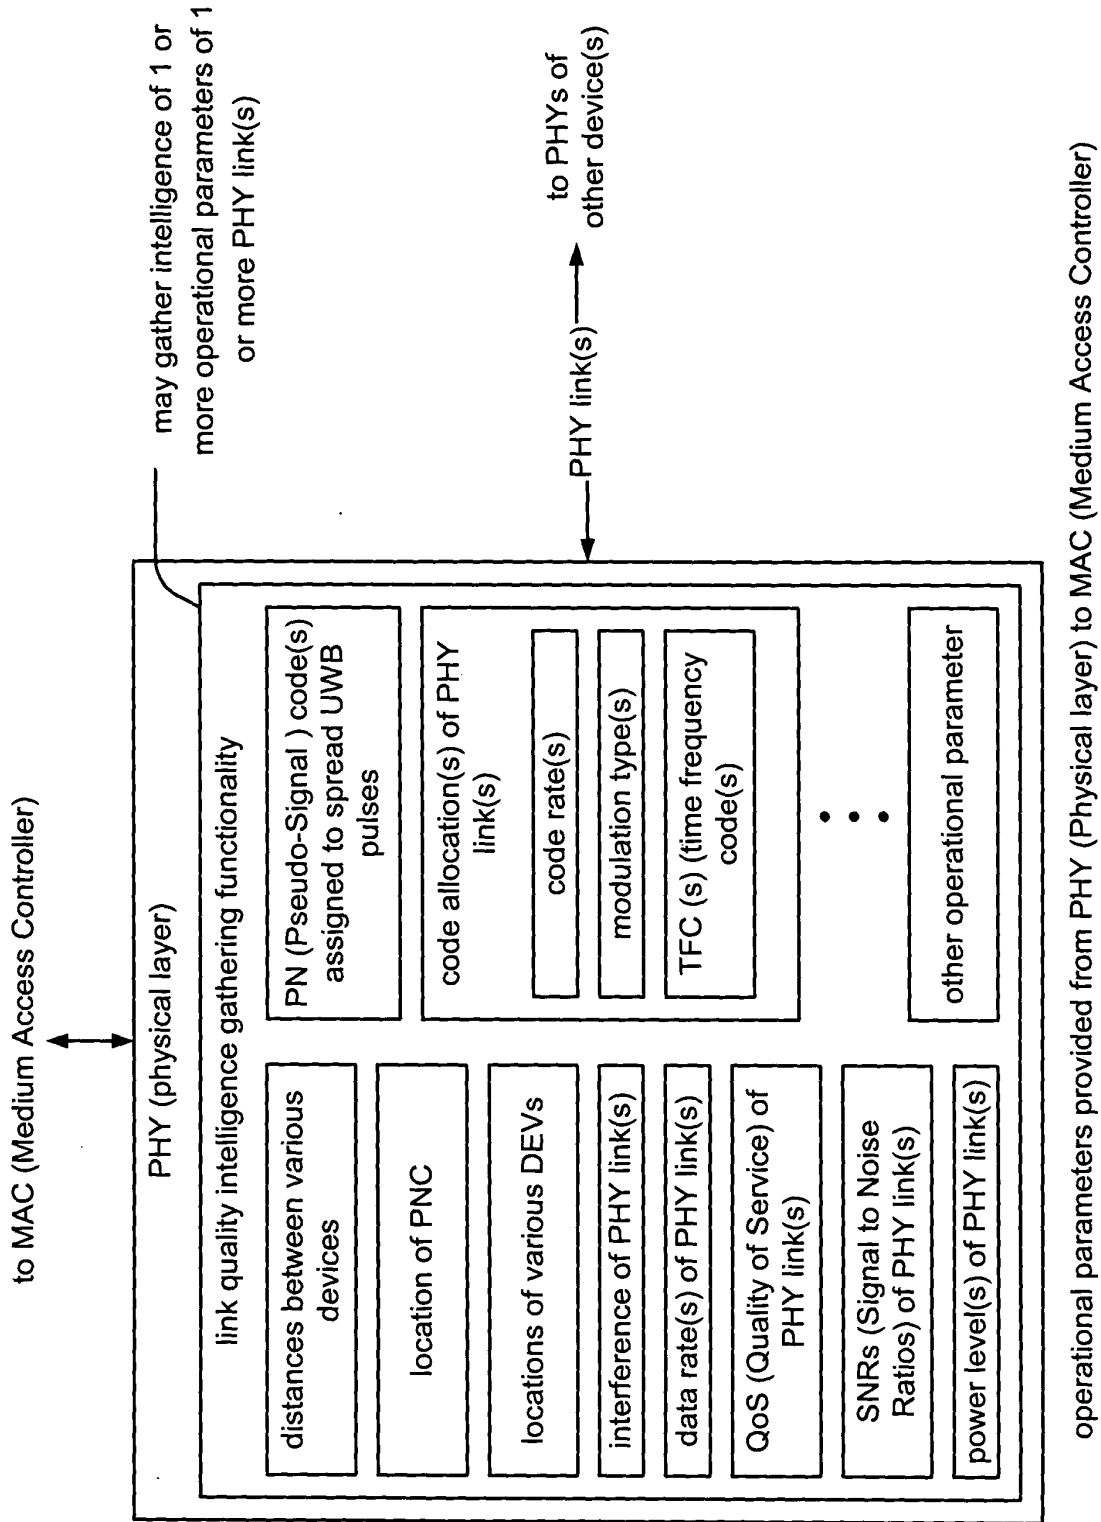 to MAC (Medium Access Controller)
PHY (physical layer)
link quality intelligence gathering functionality
distances between various
devices
location of PNC
locations of various DEVs
interference of PHY link(s)
data rate(s) of PHY link(s)
QoS (Quality of Service) of
PHY link(s)
SNRs (Signal to Noise
Ratios) of PHY link(s)
power level(s) of PHY link(s)
PN (Pseudo-Signal ) code(s)
assigned to spread UWB
pulses
code allocation(s) of PHY
link(s)
code rate(s)
modulation type(s)
TFC (s) (time frequency
code(s)
other operational parameter
may gather intelligence of 1 or
more operational parameters of 1
or more PHY link(s)
PHY link(s)
to PHYs of
other device(s)
operational parameters provided from PHY (Physical layer) to MAC (Medium Access Controller)